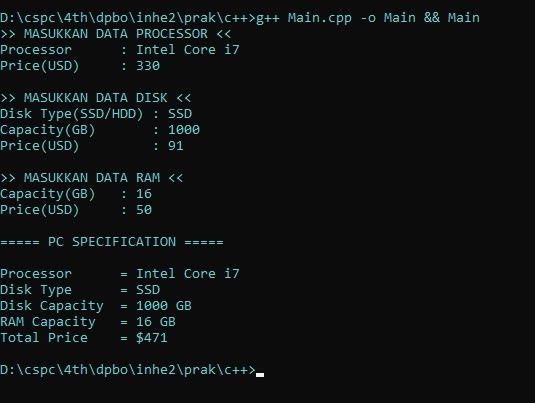 D:\cspc\4th\dpbo\inhe2\prak\c++>g++ Main.cpp -o Main && Main
>> MASUKKAN DATA PROCESSOR <<
Processor      : Intel Core i7
Price(USD)     : 330

>> MASUKKAN DATA DISK <<
Disk Type(SSD/HDD) : SSD
Capacity(GB)       : 1000
Price(USD)         : 91

>> MASUKKAN DATA RAM <<
Capacity(GB)   : 16
Price(USD)     : 50

===== PC SPECIFICATION =====

Processor      = Intel Core i7
Disk Type      = SSD
Disk Capacity  = 1000 GB
RAM Capacity   = 16 GB
Total Price    = $471

D:\cspc\4th\dpbo\inhe2\prak\c++>